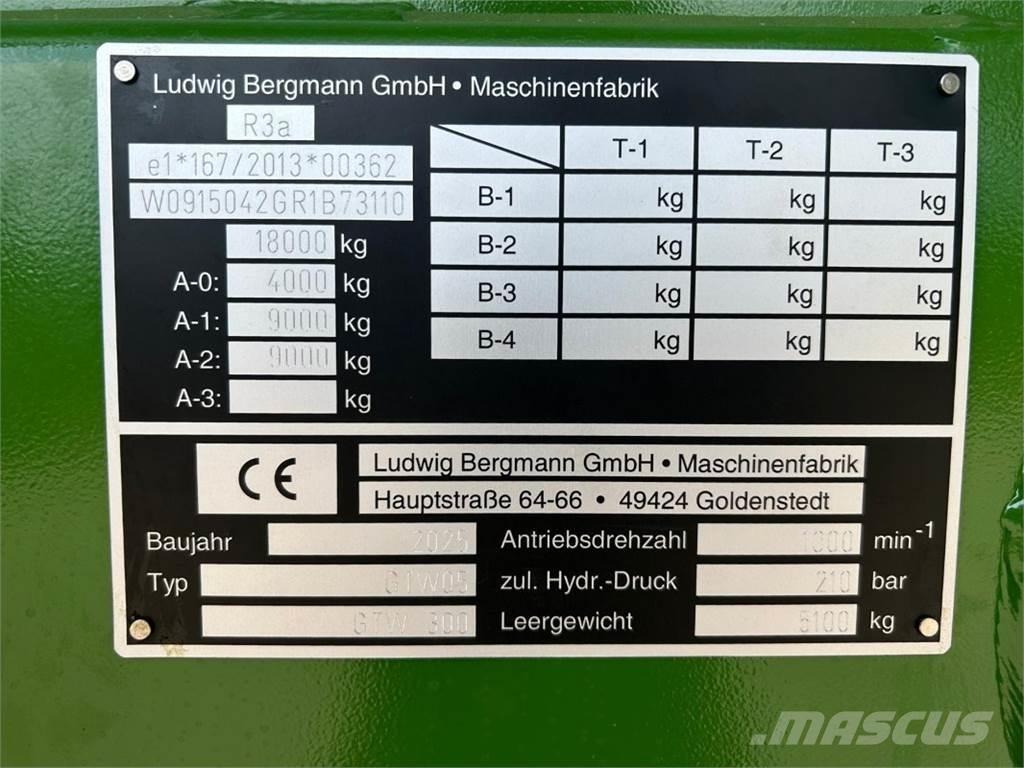 Ludwig Bergmann GmbH • Maschinenfabrik
R3a
e1*167/2013*00362
W0915042GR1B73110
18000 kg
A-0: 4000 kg
A-1: 9000 kg
A-2: 9000 kg
A-3: kg
T-1 T-2 T-3
B-1 kg kg kg
B-2 kg kg kg
B-3 kg kg kg
B-4 kg kg kg
CE
Ludwig Bergmann GmbH • Maschinenfabrik
Hauptstraße 64-66 • 49424 Goldenstedt
Baujahr 2025
Typ
GTW 300
Antriebsdrehzahl min-1
zul. Hydr.-Druck 210 bar
Leergewicht kg
MASCUS